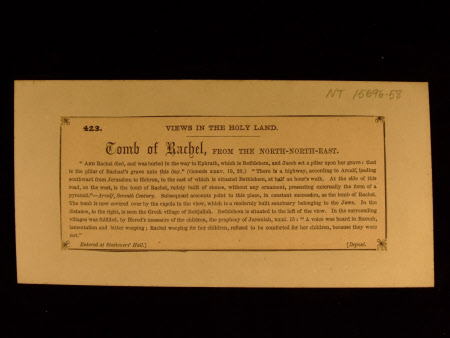 NT 15696-58
423.
VIEWS IN THE HOLY LAND.
Tomb of Rachel, FROM THE NORTH-NORTH-EAST.
" AND Rachel died, and was buried in the way to Ephrath, which is Bethlehem, and Jacob set a pillar upon her grave: that
is the pillar of Rachael's grave unto this day." (Genesis xxxv. 19, 20.) "There is a highway, according to Arculf, leading
southward from Jerusalem to Hebron, to the east of which is situated Bethlehem, at half an hour's walk. At the side of this
road, on the west, is the tomb of Rachel, rudely built of stones, without any ornament, presenting externally the form of a
pyramid."—Arculf, Seventh Century. Subsequent accounts point to this place, in constant succession, as the tomb of Rachel.
The tomb is now covered over by the cupola in the view, which is a modernly built sanctuary belonging to the Jews. In the
distance, to the right, is seen the Greek village of Betijallah. Bethlehem is situated to the left of the view. In the surrounding
villages was fulfilled, by Herod's massacre of the children, the prophecy of Jeremiah, xxxi. 15: "A voice was heard in Ramah,
lamentation and bitter weeping; Rachel weeping for her children, refused to be comforted for her children, because they were
not."
Entered at Stationers' Hall.]
[Deposé.